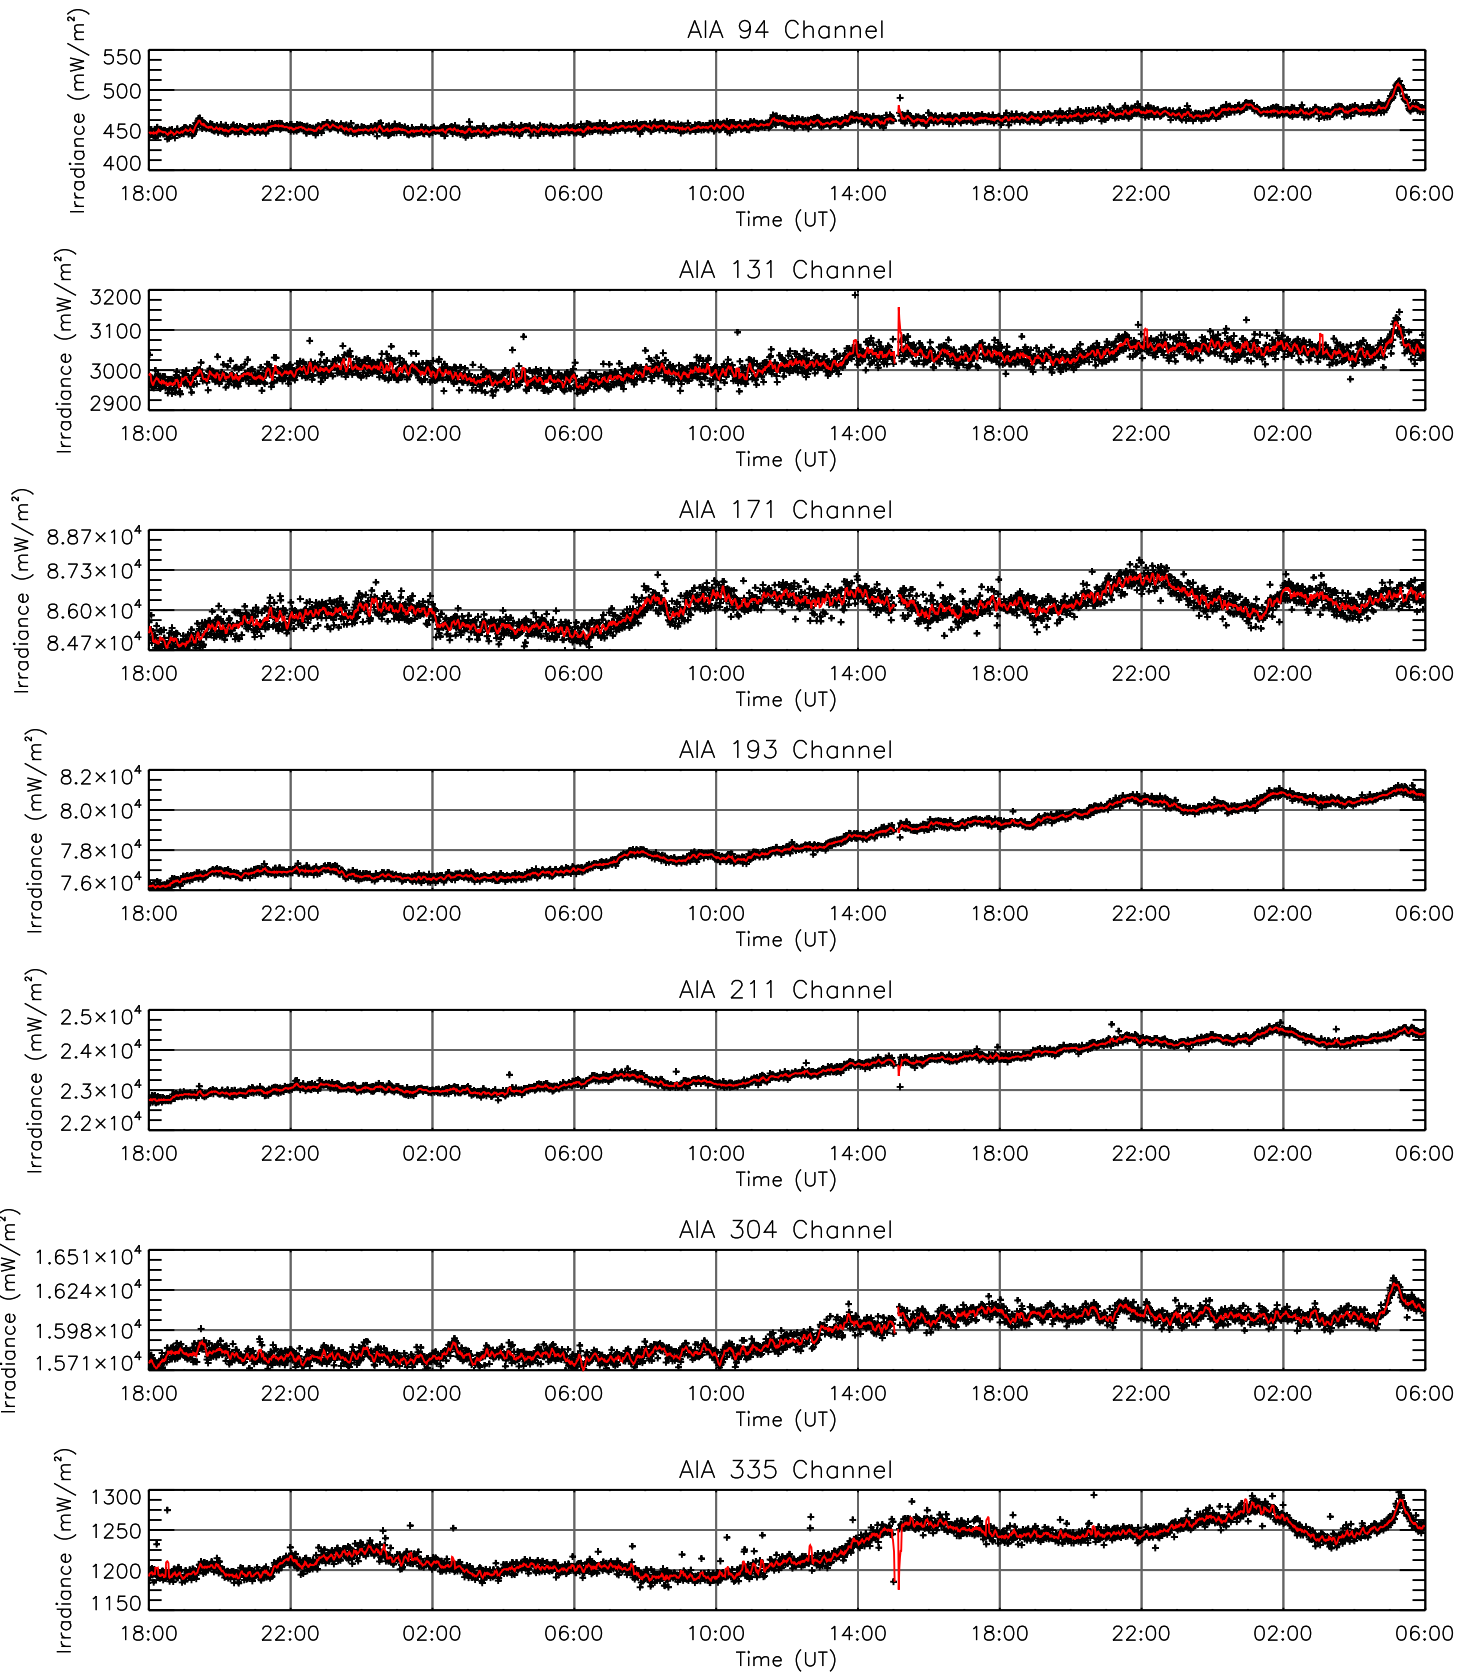 AIA 94 Channel
Irradiance (mW/m²)
550
500
450
400
18:00 22:00 02:00 06:00 10:00 14:00 18:00 22:00 02:00 06:00
Time (UT)
AIA 131 Channel
Irradiance (mW/m²)
3200
3100
3000
2900
18:00 22:00 02:00 06:00 10:00 14:00 18:00 22:00 02:00 06:00
Time (UT)
AIA 171 Channel
Irradiance (mW/m²)
8.87×10⁴
8.73×10⁴
8.60×10⁴
8.47×10⁴
18:00 22:00 02:00 06:00 10:00 14:00 18:00 22:00 02:00 06:00
Time (UT)
AIA 193 Channel
Irradiance (mW/m²)
8.2×10⁴
8.0×10⁴
7.8×10⁴
7.6×10⁴
18:00 22:00 02:00 06:00 10:00 14:00 18:00 22:00 02:00 06:00
Time (UT)
AIA 211 Channel
Irradiance (mW/m²)
2.5×10⁴
2.4×10⁴
2.3×10⁴
2.2×10⁴
18:00 22:00 02:00 06:00 10:00 14:00 18:00 22:00 02:00 06:00
Time (UT)
AIA 304 Channel
Irradiance (mW/m²)
1.651×10⁴
1.624×10⁴
1.598×10⁴
1.571×10⁴
18:00 22:00 02:00 06:00 10:00 14:00 18:00 22:00 02:00 06:00
Time (UT)
AIA 335 Channel
Irradiance (mW/m²)
1300
1250
1200
1150
18:00 22:00 02:00 06:00 10:00 14:00 18:00 22:00 02:00 06:00
Time (UT)